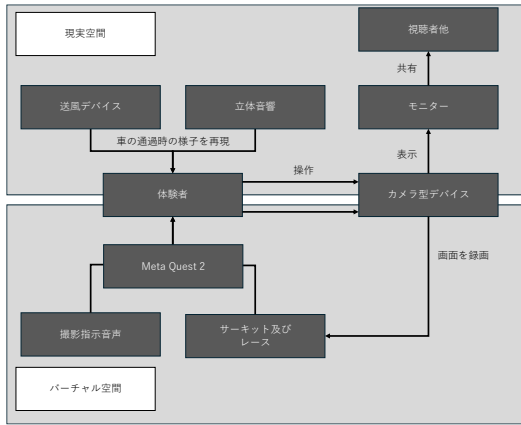 現実空間
視聴者他
共有
送風デバイス
立体音響
モニター
車の通過時の様子を再現
表示
操作
体験者
カメラ型デバイス
画面を録画
Meta Quest 2
撮影指示音声
サーキット及び
レース
バーチャル空間